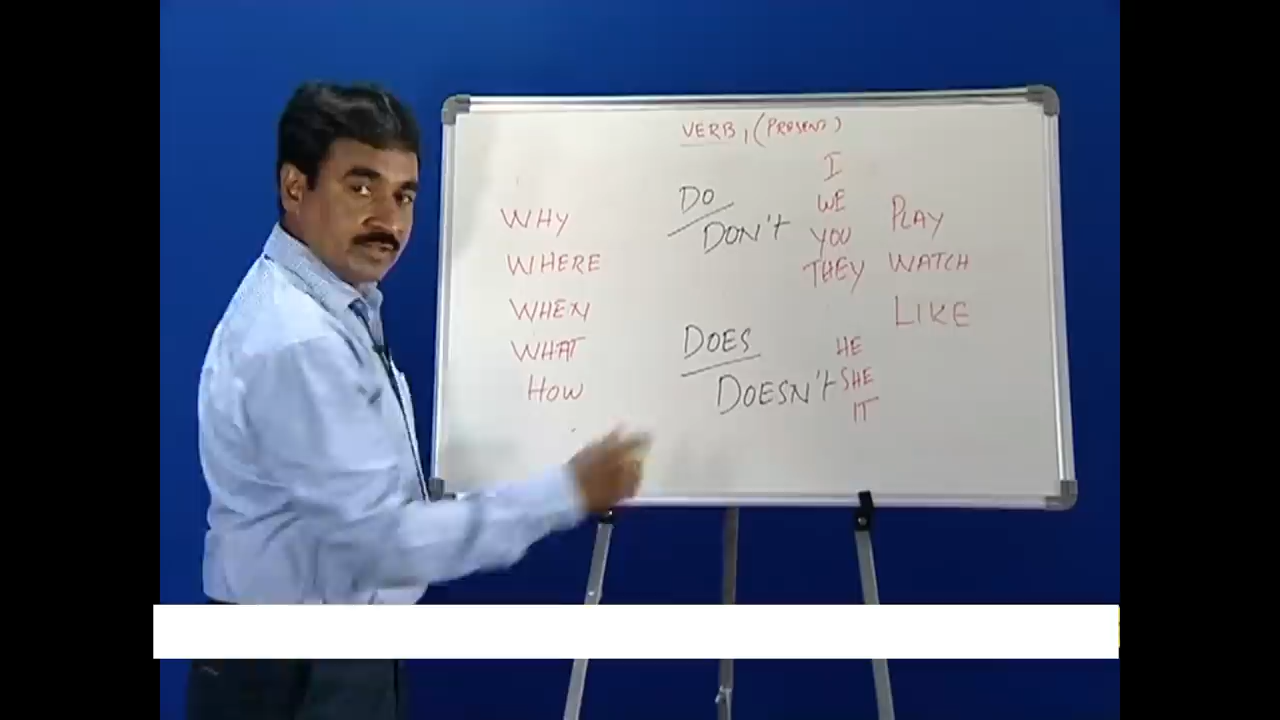 VERB, (PRESENT)
WHY
WHERE
WHEN
WHAT
HOW
DO
DON'T
DOES
DOESN'T
I
WE
YOU
THEY
HE
SHE
IT
PLAY
WATCH
LIKE